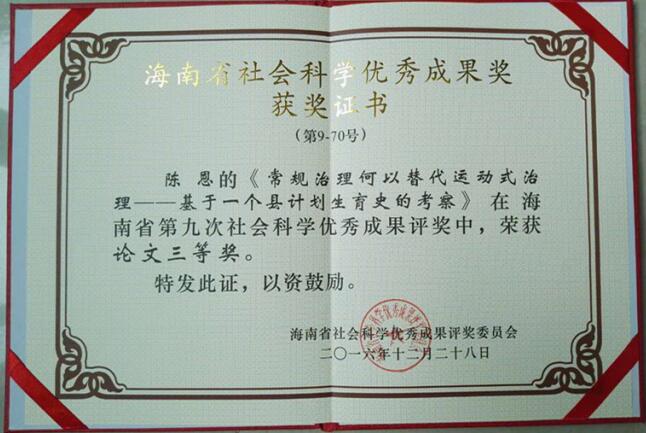 海南省社会科学优秀成果奖
获奖证书
（第9-70号）
陈 恩的《常规治理何以替代运动式治
理——基于一个县计划生育史的考察》在海
南省第九次社会科学优秀成果评奖中，荣获
论文三等奖。
特发此证，以资鼓励。
海南省社会科学优秀成果评奖委员会
二〇一六年十二月二十八日